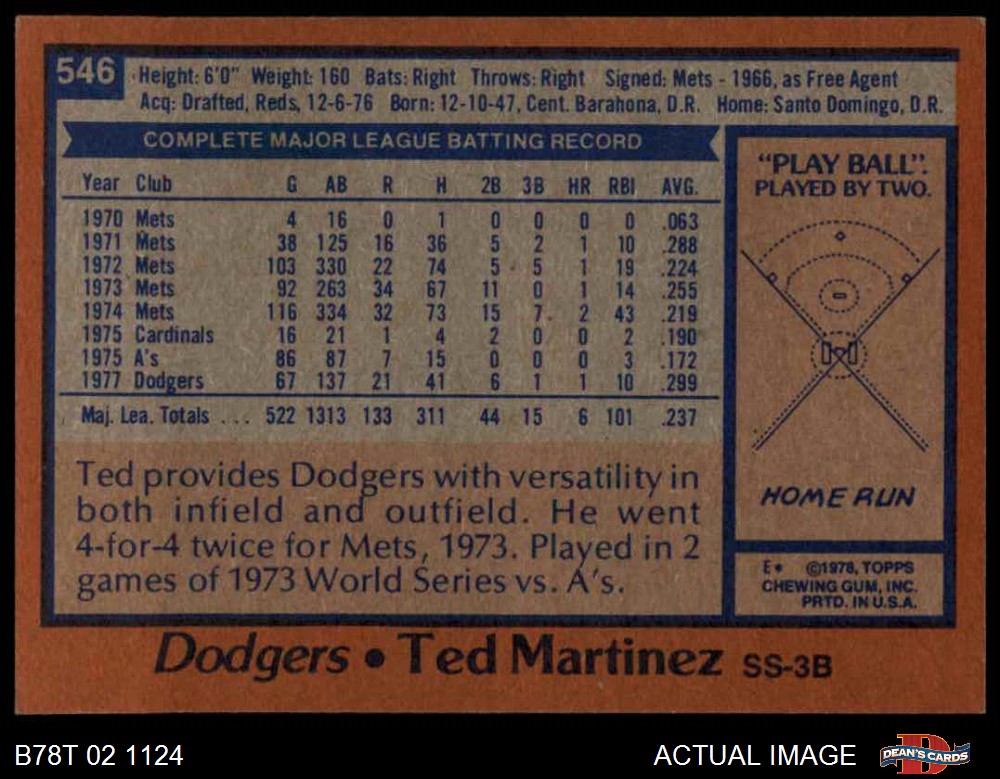 546
Height: 6'0" Weight: 160 Bats: Right Throws: Right Signed: Mets - 1966, as Free Agent
Acq: Drafted, Reds, 12-6-76 Born: 12-10-47, Cent. Barahona, D.R. Home: Santo Domingo, D.R.
COMPLETE MAJOR LEAGUE BATTING RECORD
Year Club G AB R H 2B 3B HR RBI AVG.
1970 Mets 4 16 0 1 0 0 0 0 .063
1971 Mets 38 125 16 36 5 2 1 10 .288
1972 Mets 103 330 22 74 5 5 1 19 .224
1973 Mets 92 263 34 67 11 0 1 14 .255
1974 Mets 116 334 32 73 15 7 2 43 .219
1975 Cardinals 16 21 1 4 2 0 0 2 .190
1975 A's 86 87 7 15 0 0 0 3 .172
1977 Dodgers 67 137 21 41 6 1 1 10 .299
Maj. Lea. Totals ... 522 1313 133 311 44 15 6 101 .237
Ted provides Dodgers with versatility in
both infield and outfield. He went
4-for-4 twice for Mets, 1973. Played in 2
games of 1973 World Series vs. A's.
"PLAY BALL".
PLAYED BY TWO.
HOME RUN
E* ©1978, TOPPS
CHEWING GUM, INC.
PRTD. IN U.S.A.
Dodgers • Ted Martinez SS-3B
B78T 02 1124
ACTUAL IMAGE
DEAN'S CARDS